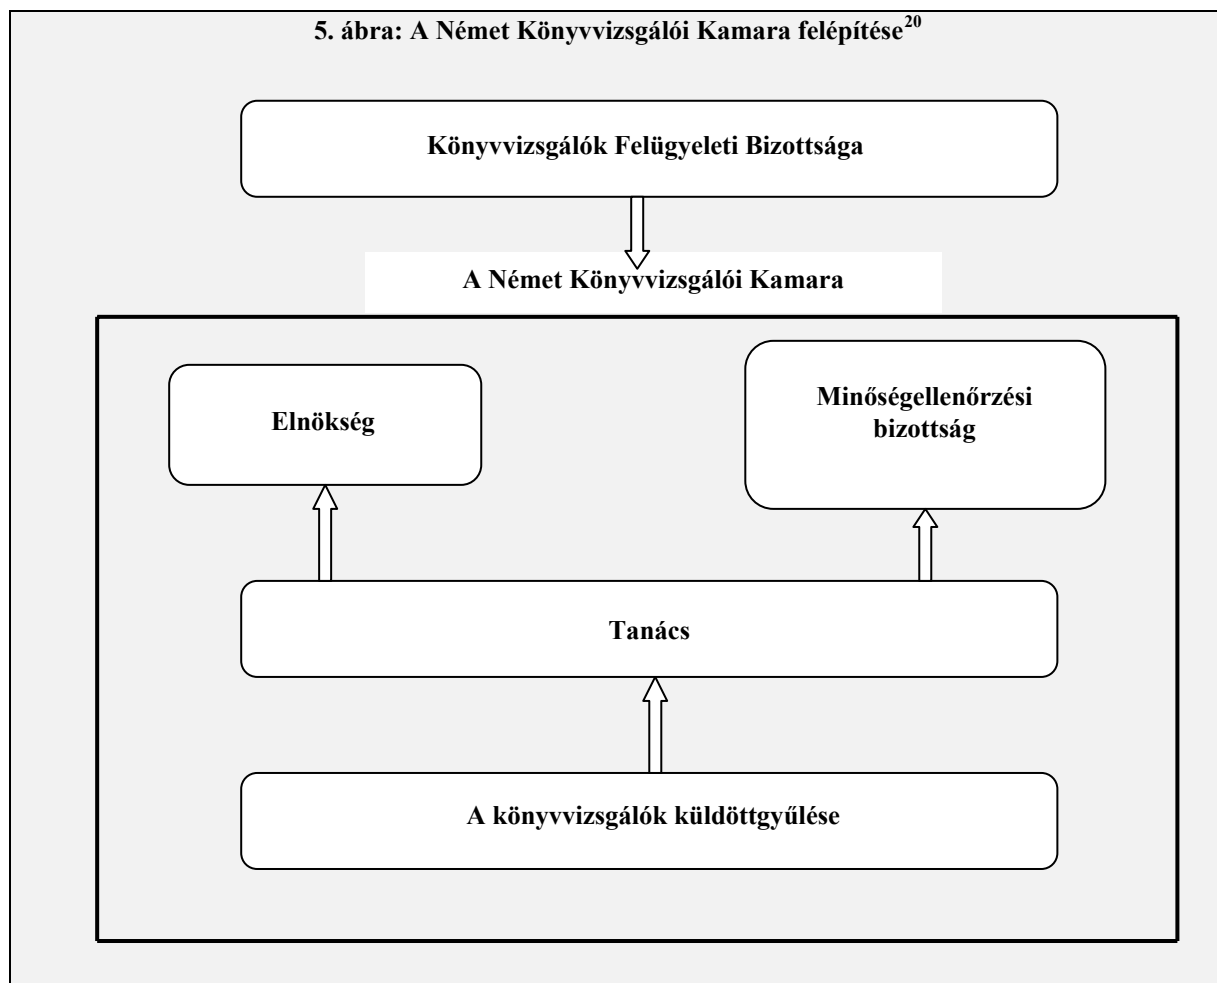 5. ábra: A Német Könyvvizsgálói Kamara felépítése20
Könyvvizsgálók Felügyeleti Bizottsága
A Német Könyvvizsgálói Kamara
Elnökség
Minőségellenőrzési
bizottság
Tanács
A könyvvizsgálók küldöttgyűlése